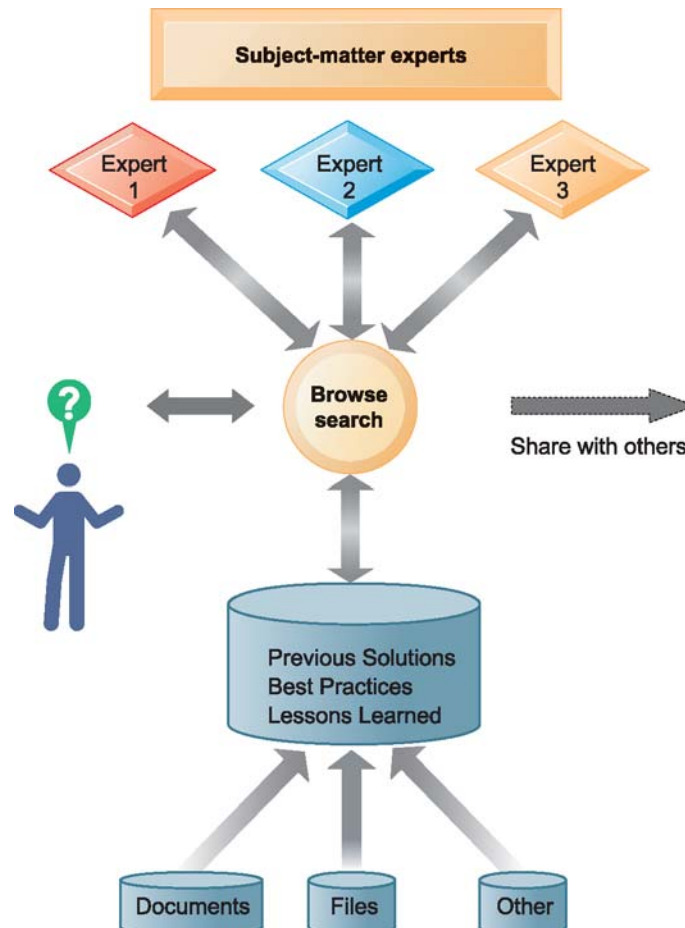 Subject-matter experts
Expert
1
Expert
2
Expert
3
?
Browse
search
Share with others
Previous Solutions
Best Practices
Lessons Learned
Documents
Files
Other